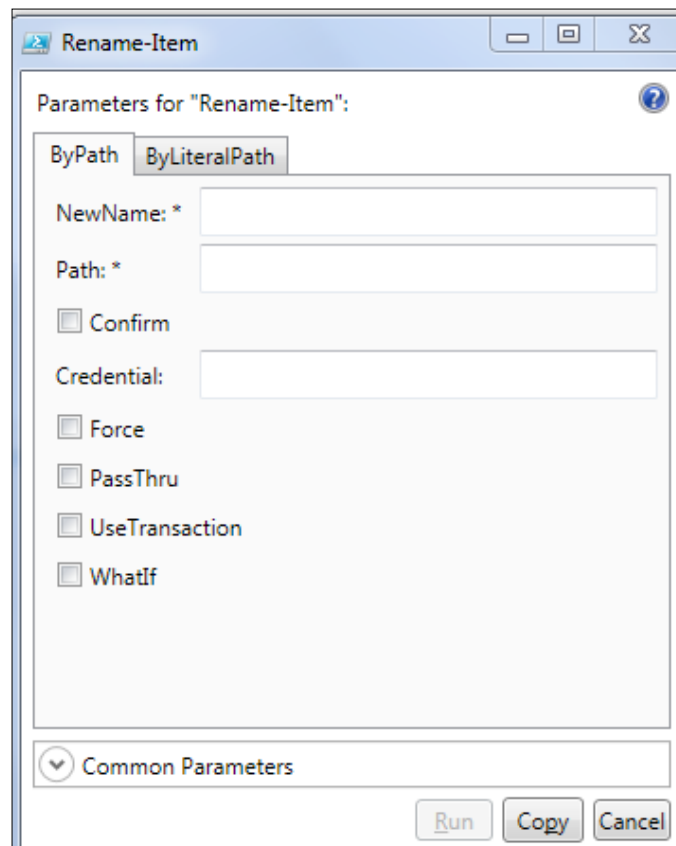 Rename-Item
Parameters for "Rename-Item":
ByPath ByLiteralPath
NewName: *
Path: *
Confirm
Credential:
Force
PassThru
UseTransaction
WhatIf
Common Parameters
Run Copy Cancel